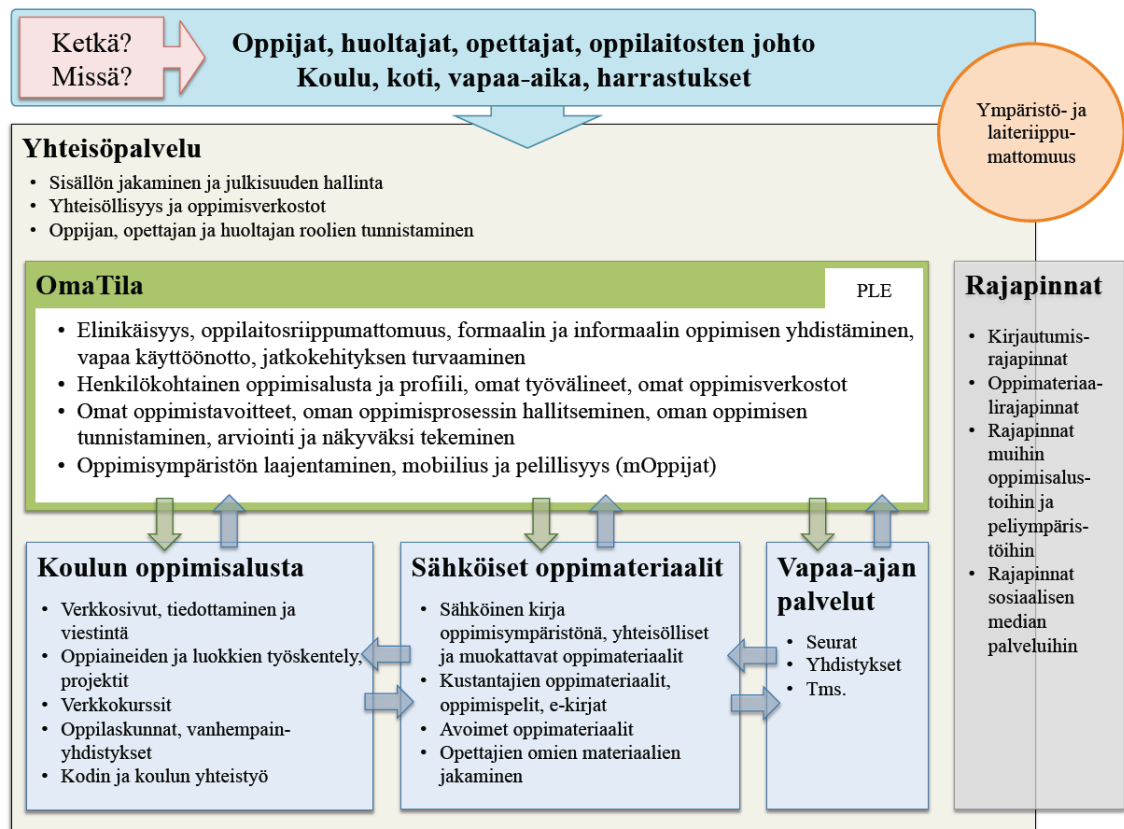 Ketkä?
Missä?
Oppijat, huoltajat, opettajat, oppilaitosten johto
Koulu, koti, vapaa-aika, harrastukset
Ympäristö- ja
laiteriippu-
mattomuus
Yhteisöpalvelu
• Sisällön jakaminen ja julkisuuden hallinta
• Yhteisöllisyys ja oppimisverkostot
• Oppijan, opettajan ja huoltajan roolien tunnistaminen
OmaTila
PLE
• Elinikäisyys, oppilaitosriippumattomuus, formaalin ja informaalin oppimisen yhdistäminen,
vapaa käyttöönotto, jatkokehityksen turvaaminen
• Henkilökohtainen oppimisalusta ja profiili, omat työvälineet, omat oppimisverkostot
• Omat oppimistavoitteet, oman oppimisprosessin hallitseminen, oman oppimisen
tunnistaminen, arviointi ja näkyväksi tekeminen
• Oppimisympäristön laajentaminen, mobiilius ja pelillisyys (mOppijat)
Rajapinnat
• Kirjautumis-
rajapinnat
• Oppimateriaa-
lirajapinnat
• Rajapinnat
muihin
oppimisalus-
toihin ja
peliympäris-
töihin
• Rajapinnat
sosiaalisen
median
palveluihin
Koulun oppimisalusta
• Verkkosivut, tiedottaminen ja
viestintä
• Oppiaineiden ja luokkien työskentely,
projektit
• Verkkokurssit
• Oppilaskunnat, vanhempain-
yhdistykset
• Kodin ja koulun yhteistyö
Sähköiset oppimateriaalit
• Sähköinen kirja
oppimisympäristönä, yhteisölliset
ja muokattavat oppimateriaalit
• Kustantajien oppimateriaalit,
oppimispelit, e-kirjat
• Avoimet oppimateriaalit
• Opettajien omien materiaalien
jakaminen
Vapaa-ajan
palvelut
• Seurat
• Yhdistykset
• Tms.